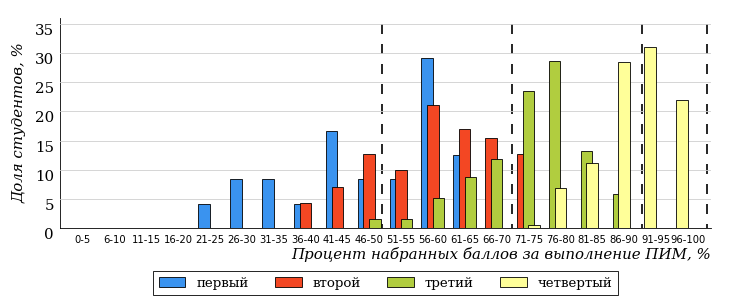 Доля студентов, %
35
30
25
20
15
10
5
0
0-5 6-10 11-15 16-20 21-25 26-30 31-35 36-40 41-45 46-50 51-55 56-60 61-65 66-70 71-75 76-80 81-85 86-90 91-95 96-100
Процент набранных баллов за выполнение ПИМ, %
первый второй третий четвертый